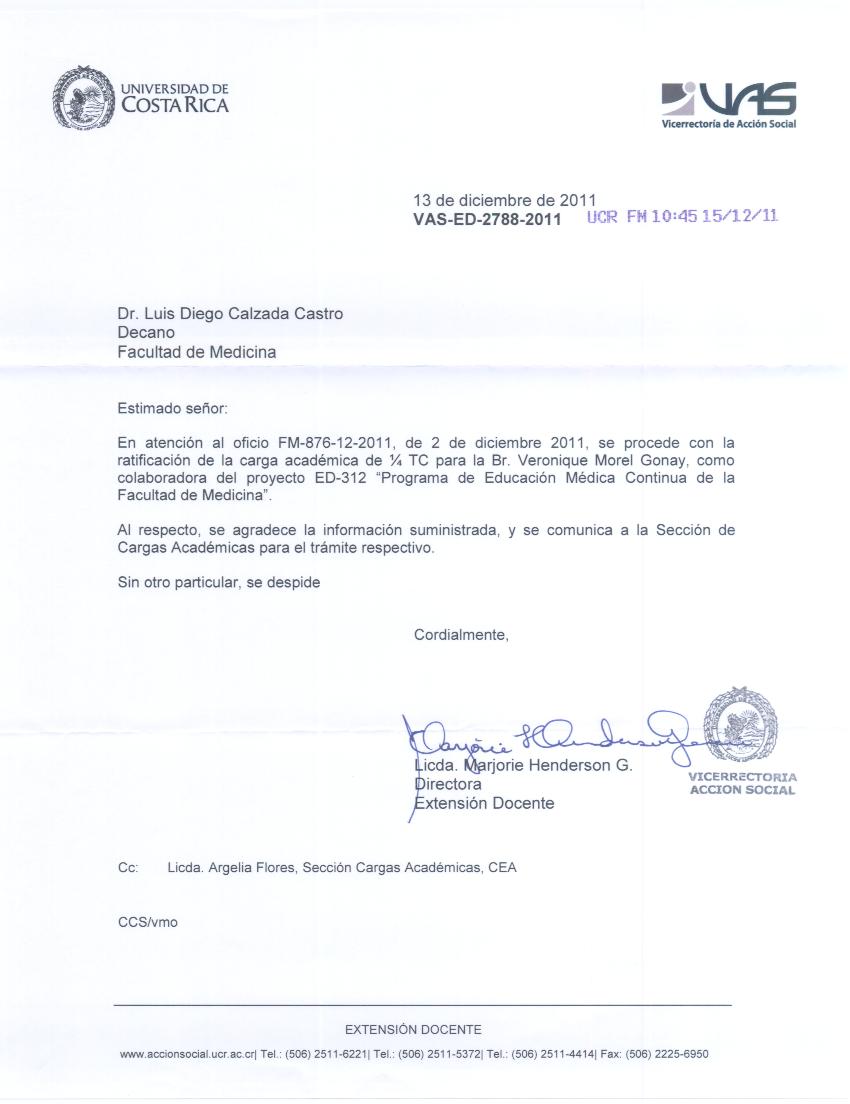 UNIVERSIDAD DE
COSTA RICA
VAS
Vicerrectoría de Acción Social
13 de diciembre de 2011
VAS-ED-2788-2011 UCR FM 10:45 15/12/11
Dr. Luis Diego Calzada Castro
Decano
Facultad de Medicina
Estimado señor:
En atención al oficio FM-876-12-2011, de 2 de diciembre 2011, se procede con la
ratificación de la carga académica de ¼ TC para la Br. Veronique Morel Gonay, como
colaboradora del proyecto ED-312 “Programa de Educación Médica Continua de la
Facultad de Medicina”.
Al respecto, se agradece la información suministrada, y se comunica a la Sección de
Cargas Académicas para el trámite respectivo.
Sin otro particular, se despide
Cordialmente,
Marjorie Henderson
Licda. Marjorie Henderson G.
Directora
Extensión Docente
VICERRECTORIA
ACCION SOCIAL
Cc: Licda. Argelia Flores, Sección Cargas Académicas, CEA
CCS/vmo
EXTENSIÓN DOCENTE
www.accionsocial.ucr.ac.cr| Tel.: (506) 2511-6221| Tel.: (506) 2511-5372| Tel.: (506) 2511-4414| Fax: (506) 2225-6950